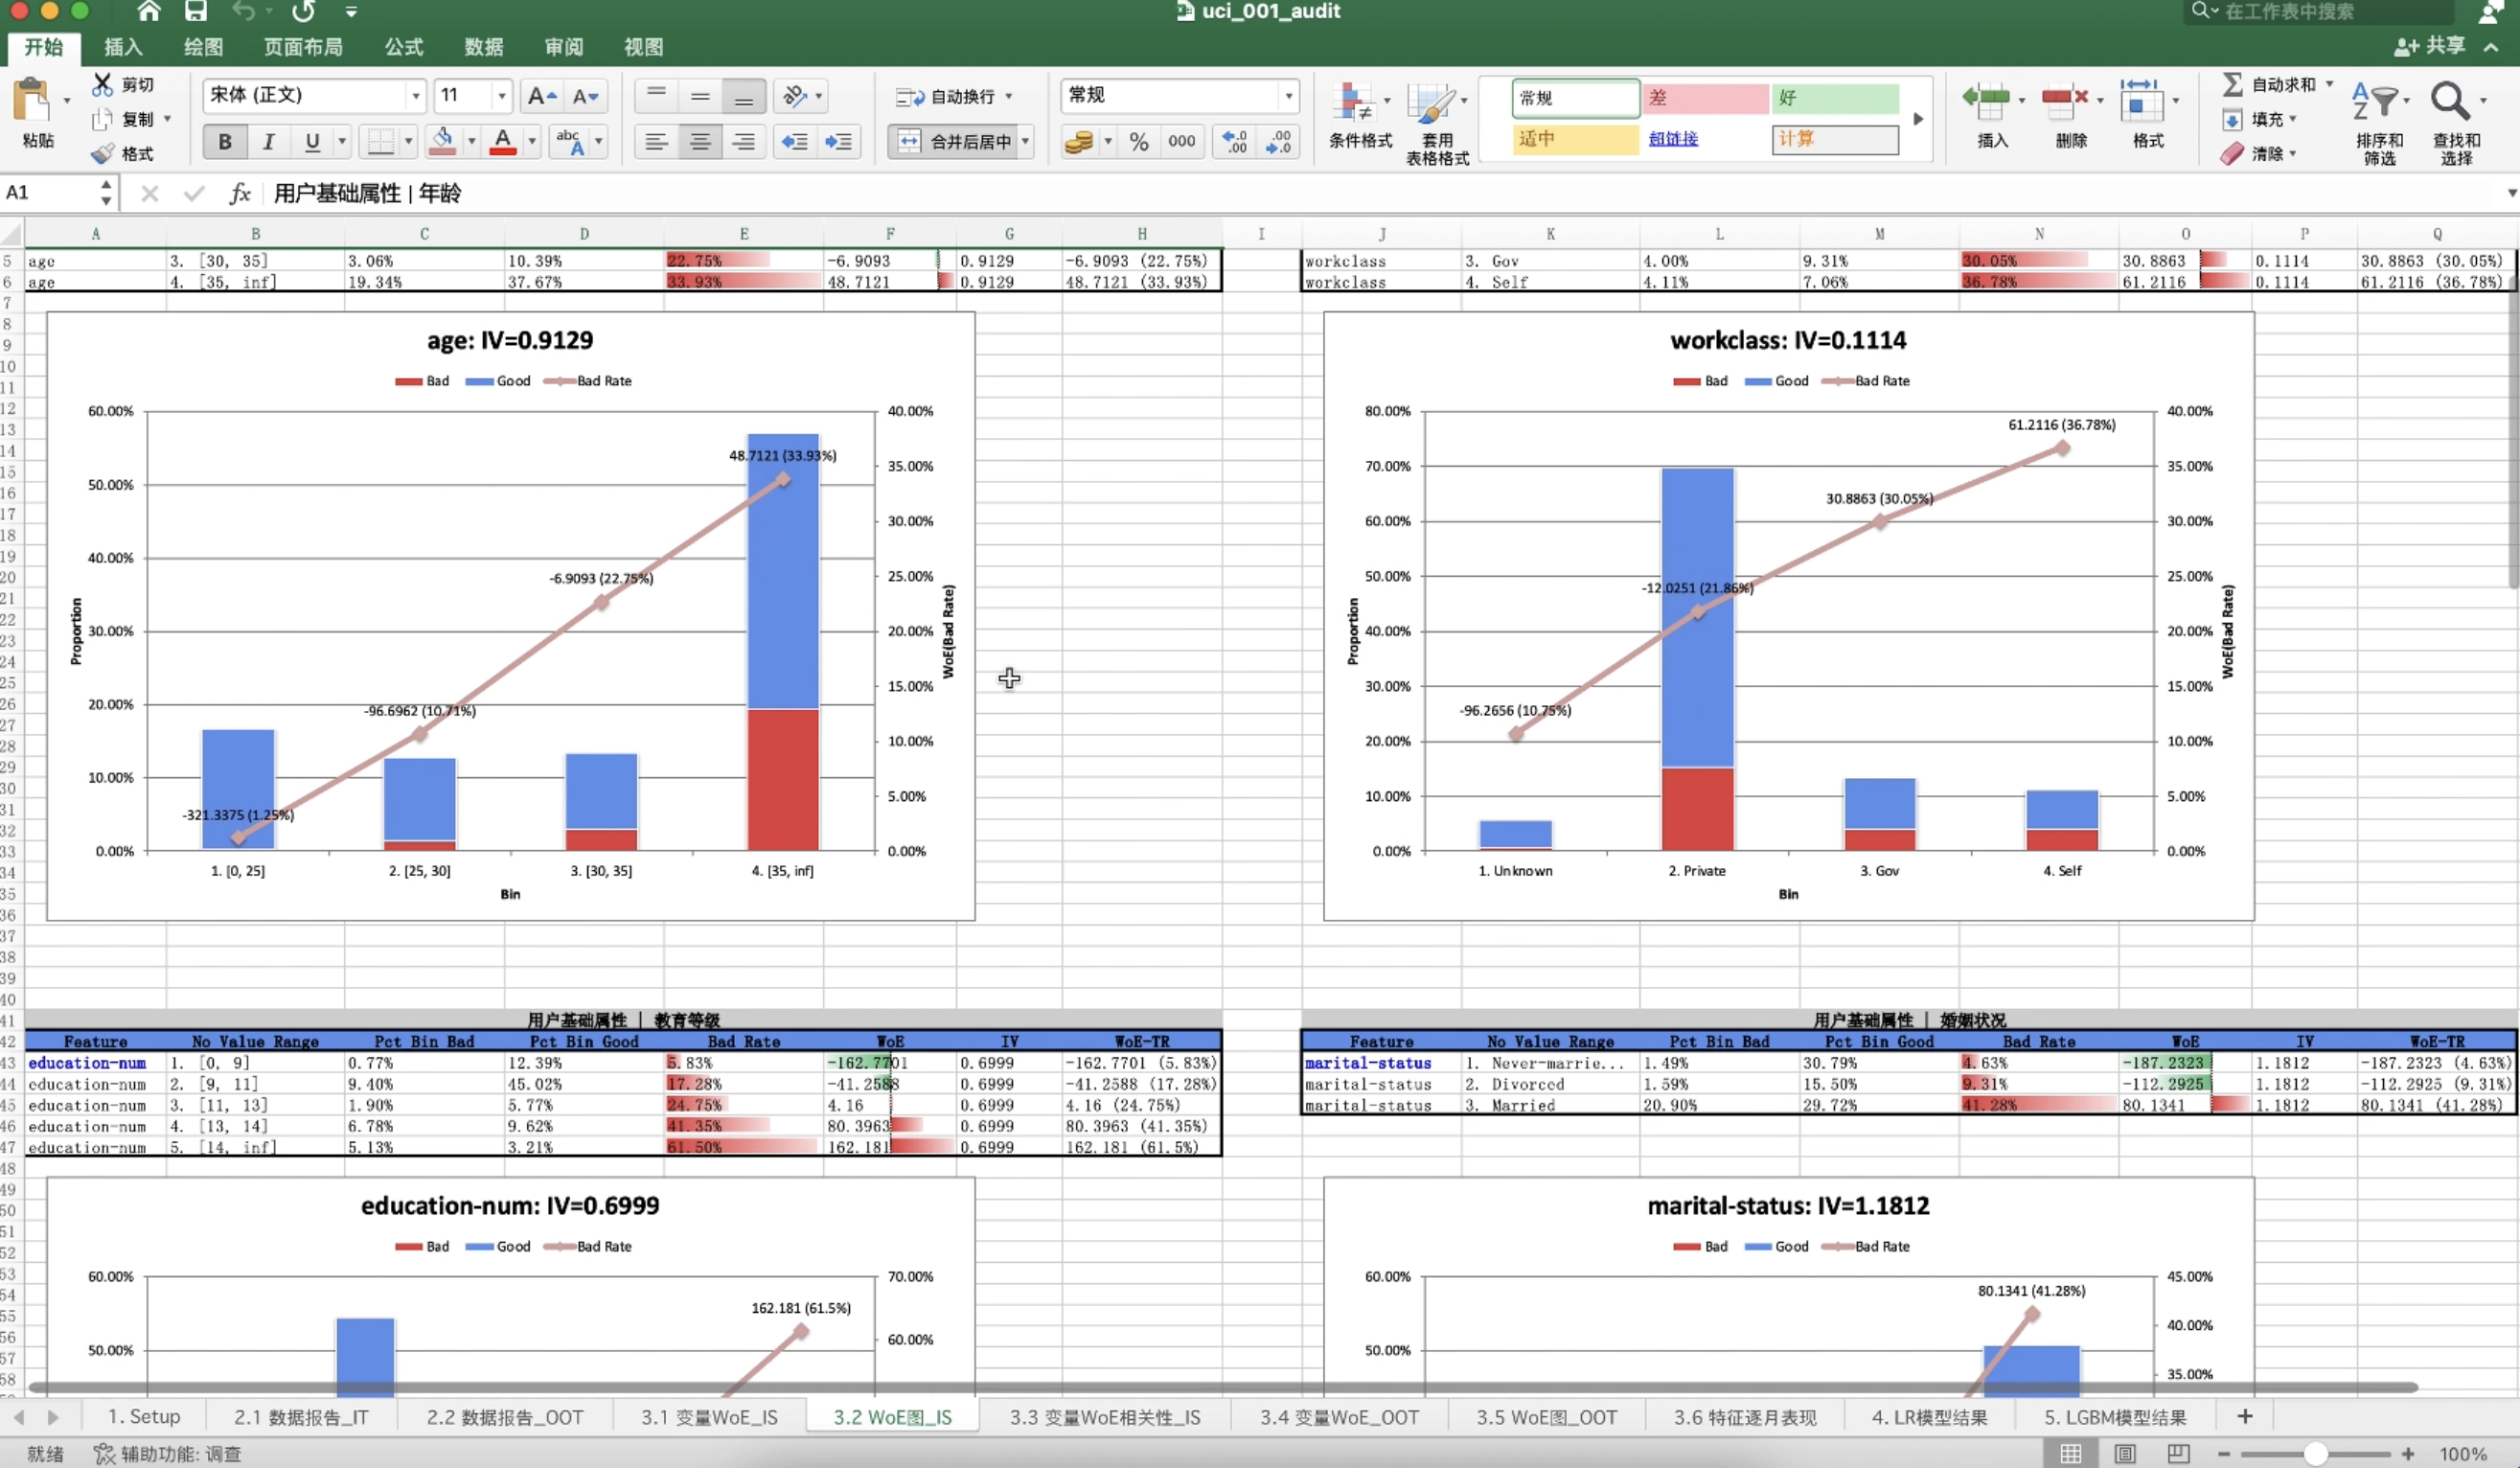 uci_001_audit
在工作表中搜索
开始 插入 绘图 页面布局 公式 数据 审阅 视图 共享
粘贴 剪切 复制 格式
宋体 (正文) 11
B I U
自动换行
合并后居中
常规
% 000
条件格式 套用表格格式
常规 差 好
适中 超链接 计算
插入 删除 格式
自动求和 填充 清除
排序和筛选 查找和选择
A1 fx 用户基础属性 | 年龄
A B C D E F G H I J K L M N O P Q
5 age 3. [30, 35] 3.06% 10.39% 22.75% -6.9093 0.9129 -6.9093 (22.75%) workclass 3. Gov 4.00% 9.31% 30.05% 30.8863 0.1114 30.8863 (30.05%)
6 age 4. [35, inf] 19.34% 37.67% 33.93% 48.7121 0.9129 48.7121 (33.93%) workclass 4. Self 4.11% 7.06% 36.78% 61.2116 0.1114 61.2116 (36.78%)
age: IV=0.9129
Bad Good Bad Rate
60.00% 50.00% 40.00% 30.00% 20.00% 10.00% 0.00%
40.00% 35.00% 30.00% 25.00% 20.00% 15.00% 10.00% 5.00% 0.00%
Proportion
WoE(Bad Rate)
-321.3375 (1.25%)
-96.6962 (10.71%)
-6.9093 (22.75%)
48.7121 (33.93%)
1. [0, 25] 2. [25, 30] 3. [30, 35] 4. [35, inf]
Bin
workclass: IV=0.1114
Bad Good Bad Rate
80.00% 70.00% 60.00% 50.00% 40.00% 30.00% 20.00% 10.00% 0.00%
40.00% 35.00% 30.00% 25.00% 20.00% 15.00% 10.00% 5.00% 0.00%
Proportion
WoE(Bad Rate)
-96.2656 (10.75%)
-12.0251 (21.86%)
30.8863 (30.05%)
61.2116 (36.78%)
1. Unknown 2. Private 3. Gov 4. Self
Bin
用户基础属性 | 教育等级
Feature No Value Range Pct Bin Bad Pct Bin Good Bad Rate WoE IV WoE-TR
education-num 1. [0, 9] 0.77% 12.39% 5.83% -162.7701 0.6999 -162.7701 (5.83%)
education-num 2. [9, 11] 9.40% 45.02% 17.28% -41.2588 0.6999 -41.2588 (17.28%)
education-num 3. [11, 13] 1.90% 5.77% 24.75% 4.16 0.6999 4.16 (24.75%)
education-num 4. [13, 14] 6.78% 9.62% 41.35% 80.3963 0.6999 80.3963 (41.35%)
education-num 5. [14, inf] 5.13% 3.21% 61.50% 162.181 0.6999 162.181 (61.5%)
用户基础属性 | 婚姻状况
Feature No Value Range Pct Bin Bad Pct Bin Good Bad Rate WoE IV WoE-TR
marital-status 1. Never-marrie... 1.49% 30.79% 4.63% -187.2323 1.1812 -187.2323 (4.63%)
marital-status 2. Divorced 1.59% 15.50% 9.31% -112.2925 1.1812 -112.2925 (9.31%)
marital-status 3. Married 20.90% 29.72% 41.28% 80.1341 1.1812 80.1341 (41.28%)
education-num: IV=0.6999
Bad Good Bad Rate
60.00% 50.00%
70.00% 60.00%
162.181 (61.5%)
marital-status: IV=1.1812
Bad Good Bad Rate
60.00% 50.00%
45.00% 40.00% 35.00%
80.1341 (41.28%)
1. Setup 2.1 数据报告_IT 2.2 数据报告_OOT 3.1 变量WoE_IS 3.2 WoE图_IS 3.3 变量WoE相关性_IS 3.4 变量WoE_OOT 3.5 WoE图_OOT 3.6 特征逐月表现 4. LR模型结果 5. LGBM模型结果 +
就绪 辅助功能: 调查 100%